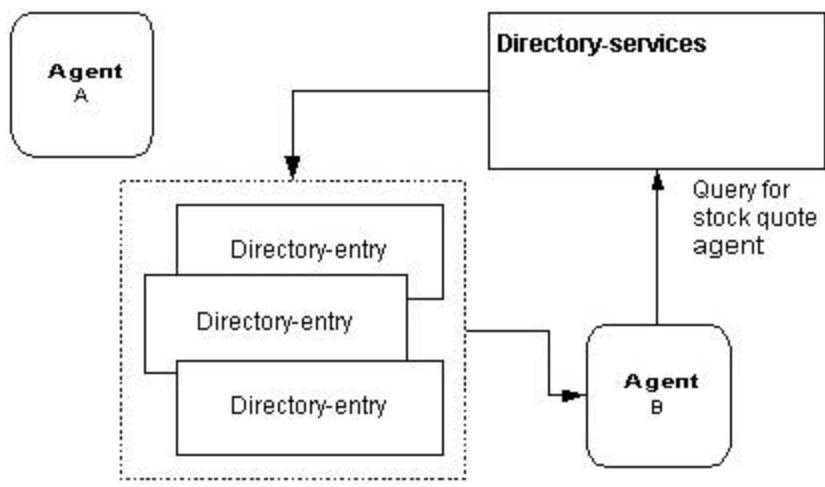 Agent
A
Directory-services
Query for
stock quote
agent
Directory-entry
Directory-entry
Directory-entry
Agent
B